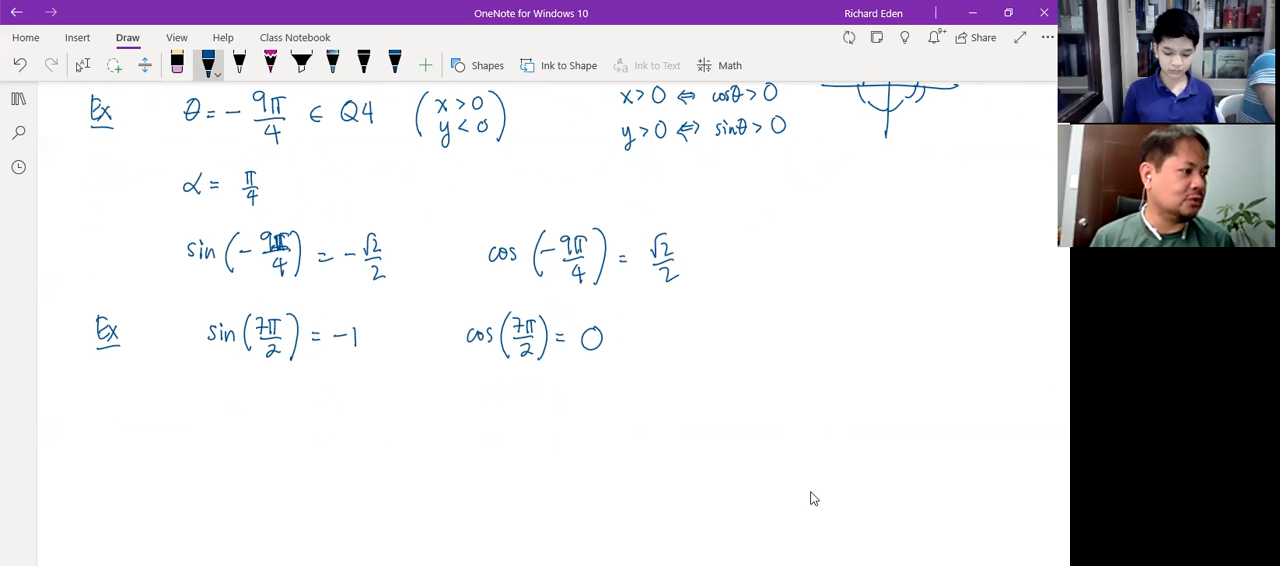 OneNote for Windows 10
Richard Eden
Home Insert Draw View Help Class Notebook
Share
Shapes Ink to Shape Ink to Text Math
Ex θ = - 9π/4 ∈ Q4 (x > 0 y < 0)
x > 0 ⇔ cosθ > 0
y > 0 ⇔ sinθ > 0
α = π/4
sin(-9π/4) = -√2/2 cos(-9π/4) = √2/2
Ex sin(7π/2) = -1 cos(7π/2) = 0